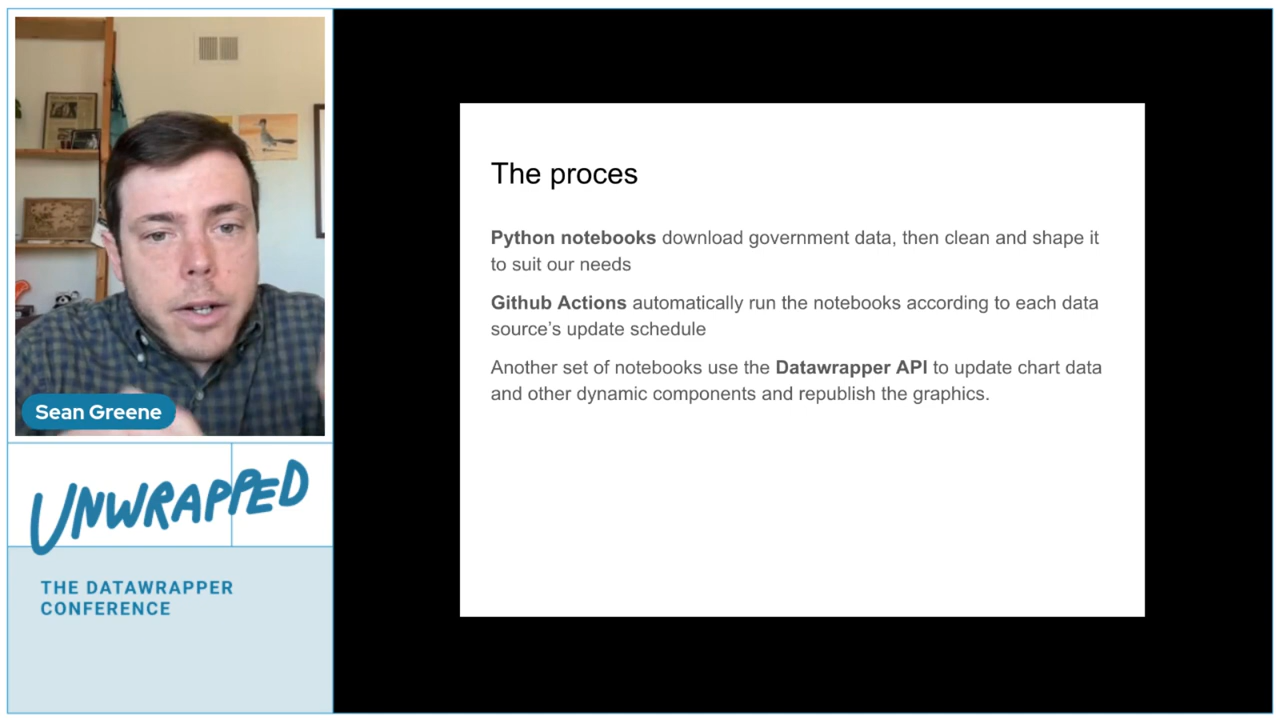 Sean Greene
UNWRAPPED
THE DATAWRAPPER
CONFERENCE
The proces
Python notebooks download government data, then clean and shape it
to suit our needs
Github Actions automatically run the notebooks according to each data
source’s update schedule
Another set of notebooks use the Datawrapper API to update chart data
and other dynamic components and republish the graphics.